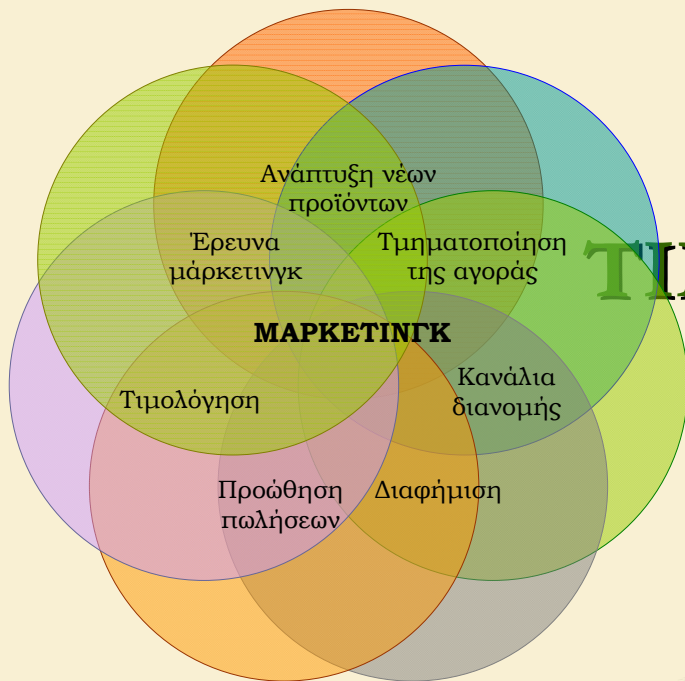 Ανάπτυξη νέων
προϊόντων
Έρευνα
μάρκετινγκ
Τμηματοποίηση
της αγοράς
ΜΑΡΚΕΤΙΝΓΚ
Κανάλια
διανομής
Τιμολόγηση
Προώθηση
πωλήσεων
Διαφήμιση